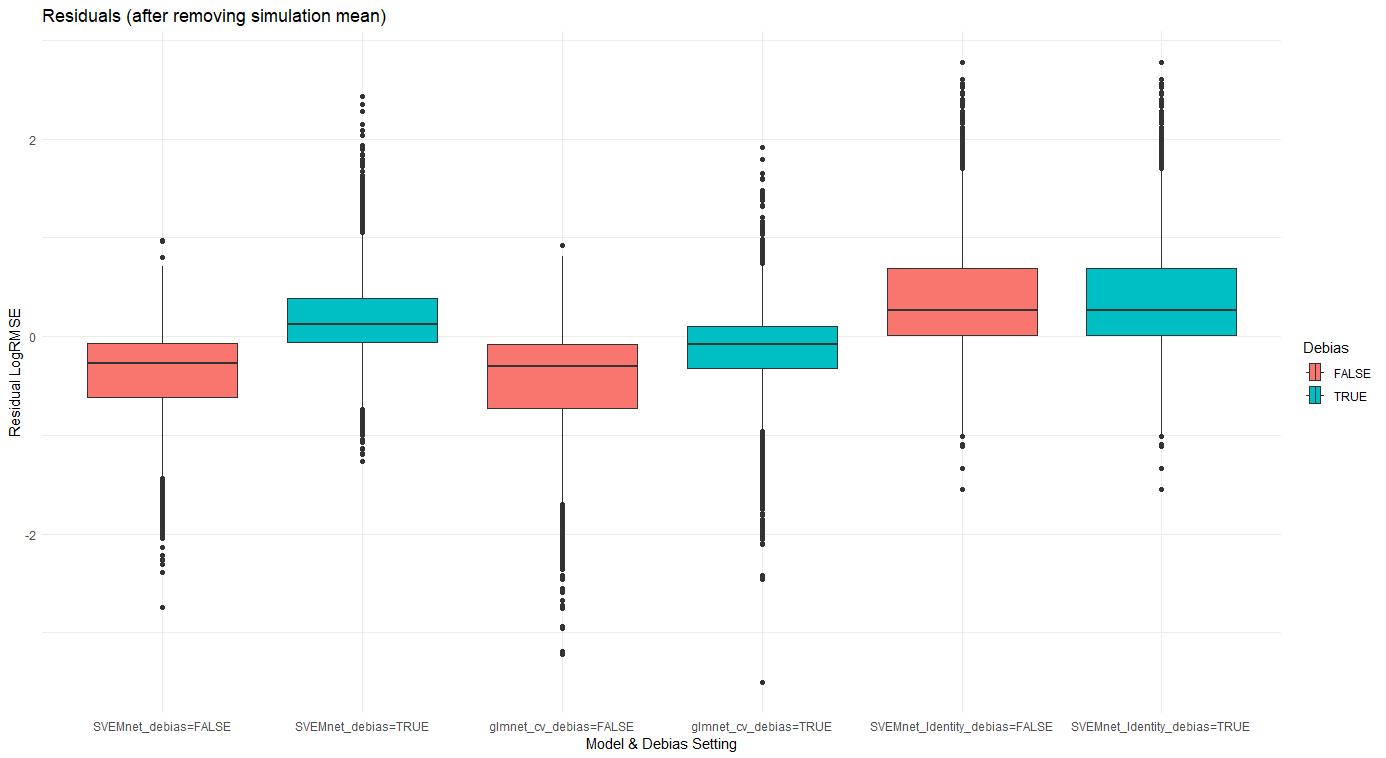 Residuals (after removing simulation mean)
Residual LogRMSE
2
0
-2
SVEMnet_debias=FALSE
SVEMnet_debias=TRUE
glmnet_cv_debias=FALSE
glmnet_cv_debias=TRUE
SVEMnet_Identity_debias=FALSE
SVEMnet_Identity_debias=TRUE
Model & Debias Setting
Debias
FALSE
TRUE